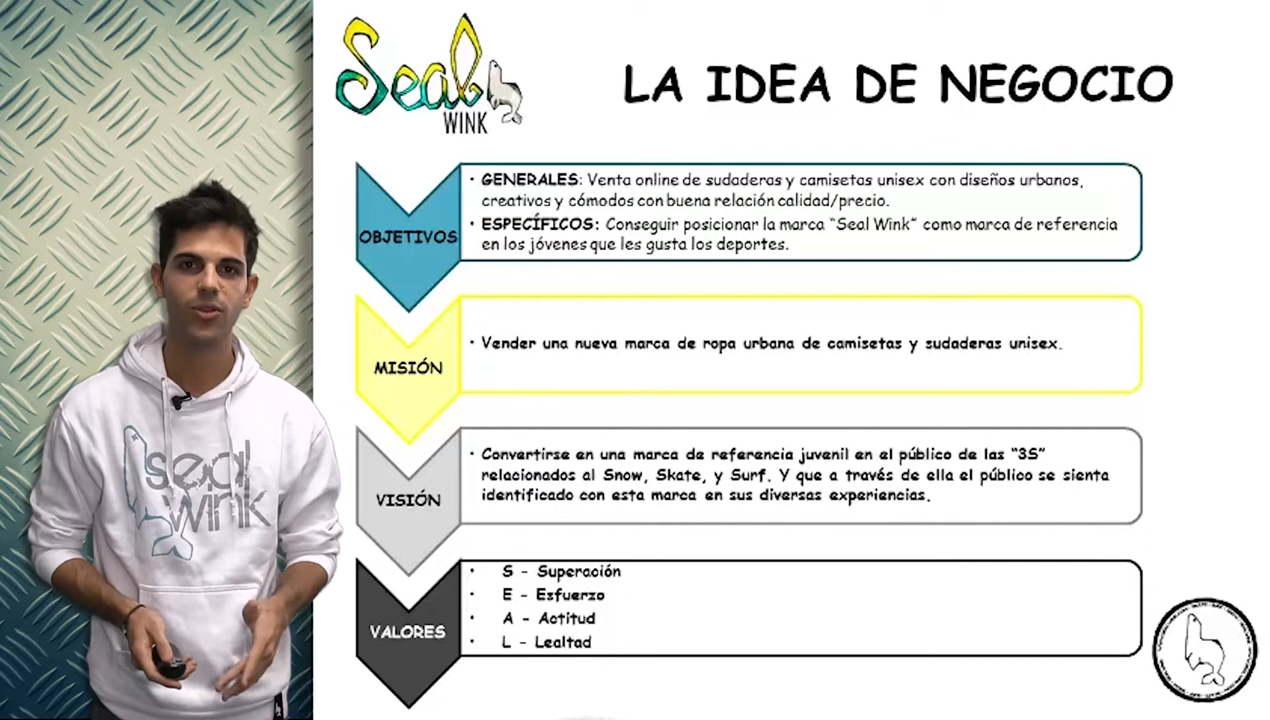 Seal
WINK
LA IDEA DE NEGOCIO
OBJETIVOS
• GENERALES: Venta online de sudaderas y camisetas unisex con diseños urbanos,
creativos y cómodos con buena relación calidad/precio.
• ESPECÍFICOS: Conseguir posicionar la marca “Seal Wink” como marca de referencia
en los jóvenes que les gusta los deportes.
MISIÓN
• Vender una nueva marca de ropa urbana de camisetas y sudaderas unisex.
VISIÓN
• Convertirse en una marca de referencia juvenil en el público de las “3S”
relacionados al Snow, Skate, y Surf. Y que a través de ella el público se sienta
identificado con esta marca en sus diversas experiencias.
VALORES
• S - Superación
• E - Esfuerzo
• A - Actitud
• L - Lealtad
seal
wink